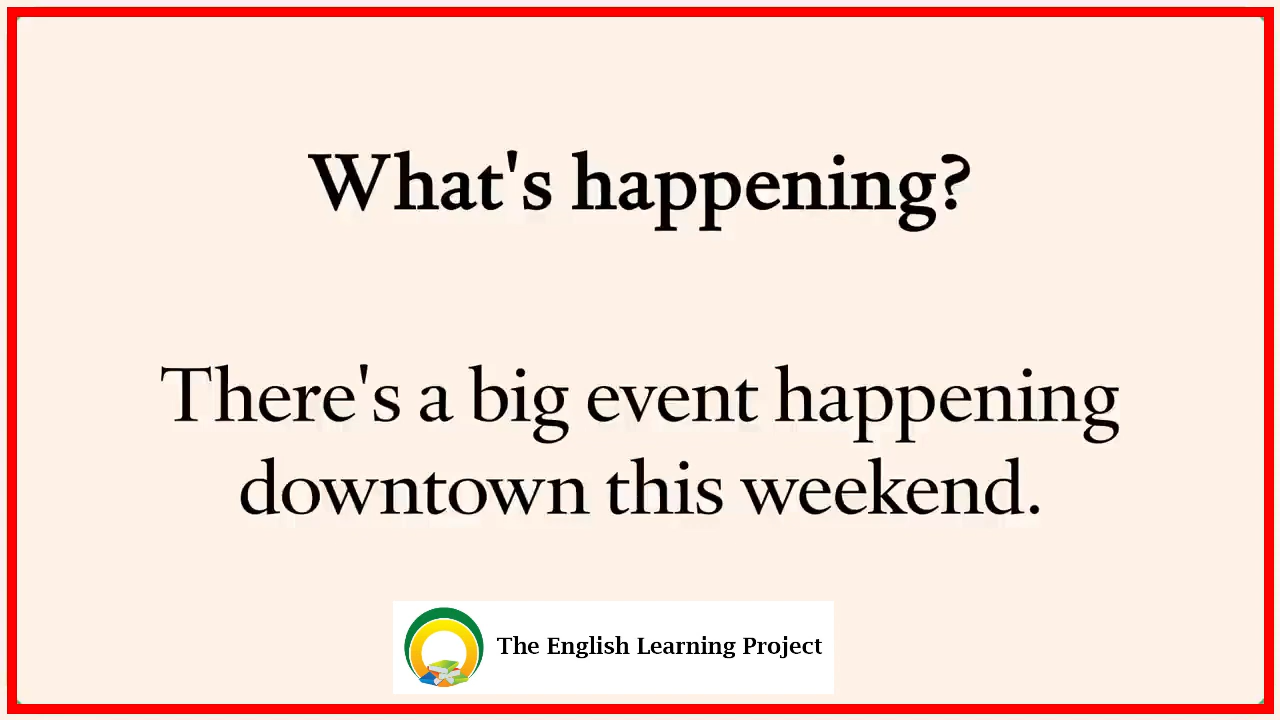 What's happening?
There's a big event happening
downtown this weekend.
The English Learning Project